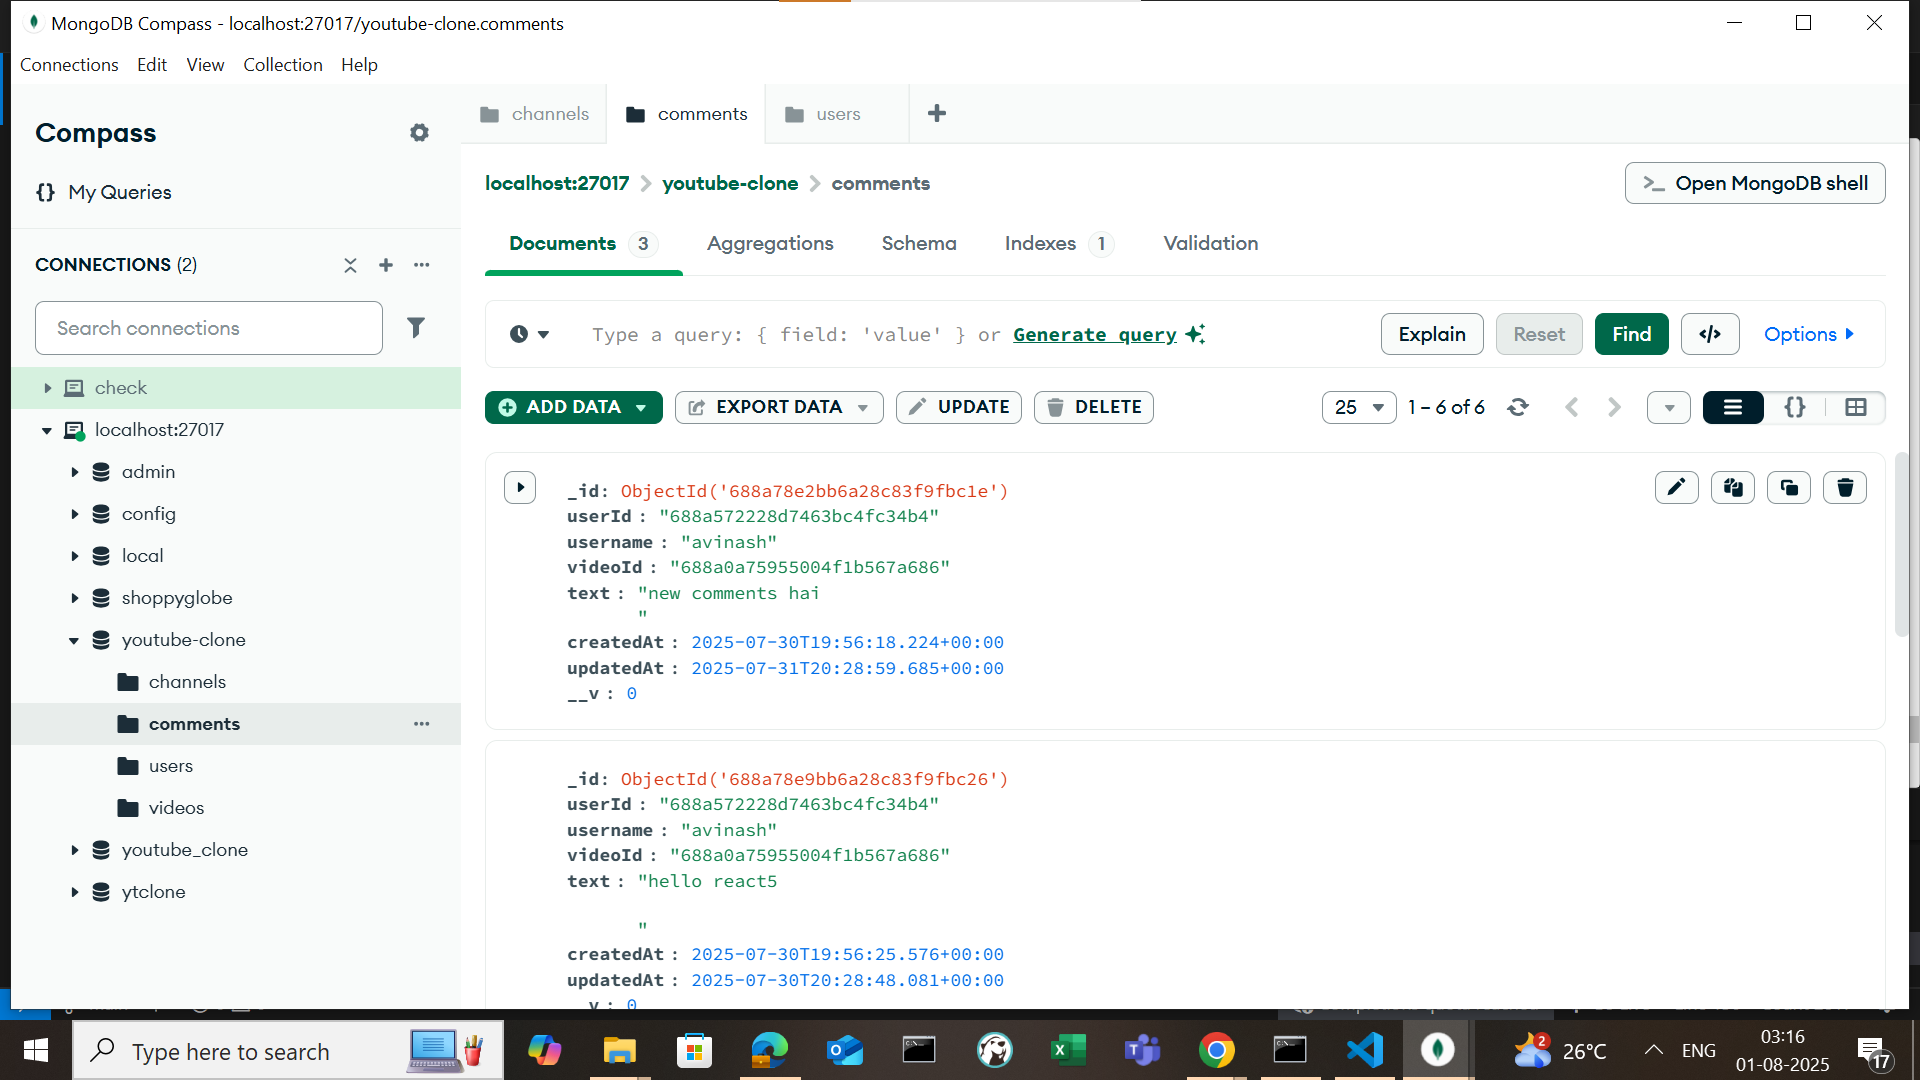 MongoDB Compass - localhost:27017/youtube-clone.comments
Connections Edit View Collection Help
Compass
My Queries
CONNECTIONS (2)
Search connections
check
localhost:27017
admin
config
local
shoppyglobe
youtube-clone
channels
comments
users
videos
youtube_clone
ytclone
channels comments users
localhost:27017 youtube-clone comments
>_ Open MongoDB shell
Documents 3 Aggregations Schema Indexes 1 Validation
Type a query: { field: 'value' } or Generate query
Explain Reset Find </> Options
ADD DATA EXPORT DATA UPDATE DELETE
25 1 – 6 of 6 {}
_id: ObjectId('688a78e2bb6a28c83f9fbc1e')
userId : "688a572228d7463bc4fc34b4"
username : "avinash"
videoId : "688a0a75955004f1b567a686"
text : "new comments hai
"
createdAt : 2025-07-30T19:56:18.224+00:00
updatedAt : 2025-07-31T20:28:59.685+00:00
__v : 0
_id: ObjectId('688a78e9bb6a28c83f9fbc26')
userId : "688a572228d7463bc4fc34b4"
username : "avinash"
videoId : "688a0a75955004f1b567a686"
text : "hello react5
"
createdAt : 2025-07-30T19:56:25.576+00:00
updatedAt : 2025-07-30T20:28:48.081+00:00
__v : 0
Type here to search
2 26°C ENG
03:16
01-08-2025
17